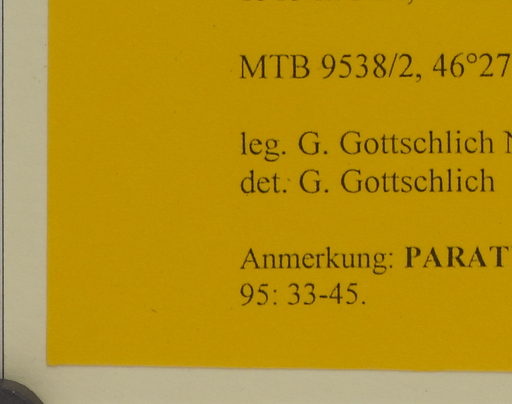 MTB 9538/2, 46°27
leg. G. Gottschlich N
det. G. Gottschlich
Anmerkung: PARAT
95: 33-45.